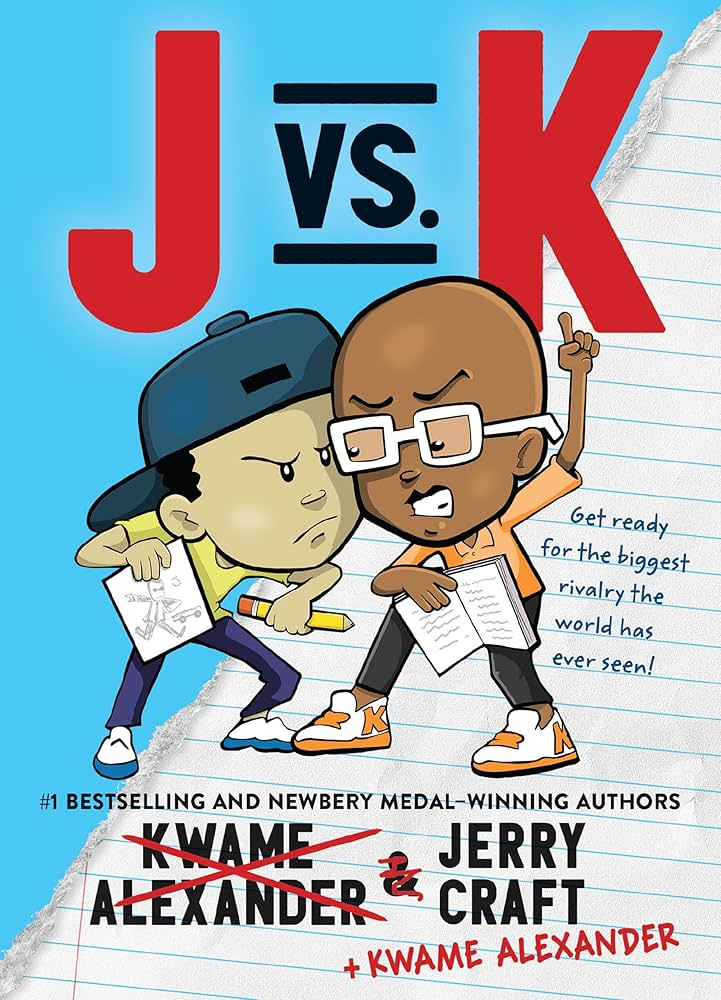 J VS. K
Get ready
for the biggest
rivalry the
world has
ever seen!
K
K
#1 BESTSELLING AND NEWBERY MEDAL–WINNING AUTHORS
KWAME
ALEXANDER
&
JERRY
CRAFT
+ KWAME ALEXANDER